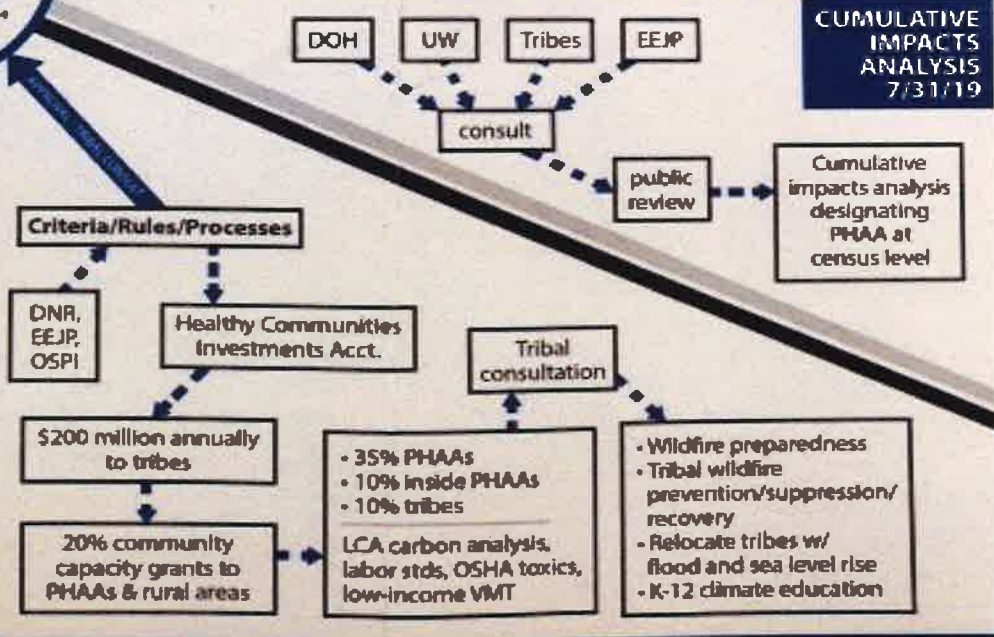 DOH
UW
Tribes
EEJP
CUMULATIVE
IMPACTS
ANALYSIS
7/31/19
consult
public
review
Cumulative
impacts analysis
designating
PHAA at
census level
APPROVAL, TRIBAL CONSULT
Criteria/Rules/Processes
DNR,
EEJP,
OSPI
Healthy Communities
Investments Acct.
Tribal
consultation
$200 million annually
to tribes
20% community
capacity grants to
PHAAs & rural areas
• 35% PHAAs
• 10% inside PHAAs
• 10% tribes
LCA carbon analysis,
labor stds, OSHA toxics,
low-income VMT
• Wildfire preparedness
• Tribal wildfire
prevention/suppression/
recovery
• Relocate tribes w/
flood and sea level rise
• K-12 climate education